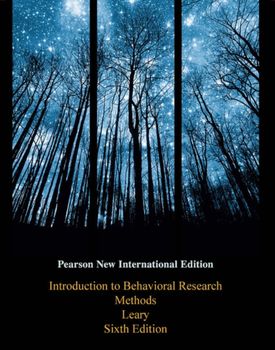 Pearson New International Edition
Introduction to Behavioral Research
Methods
Leary
Sixth Edition